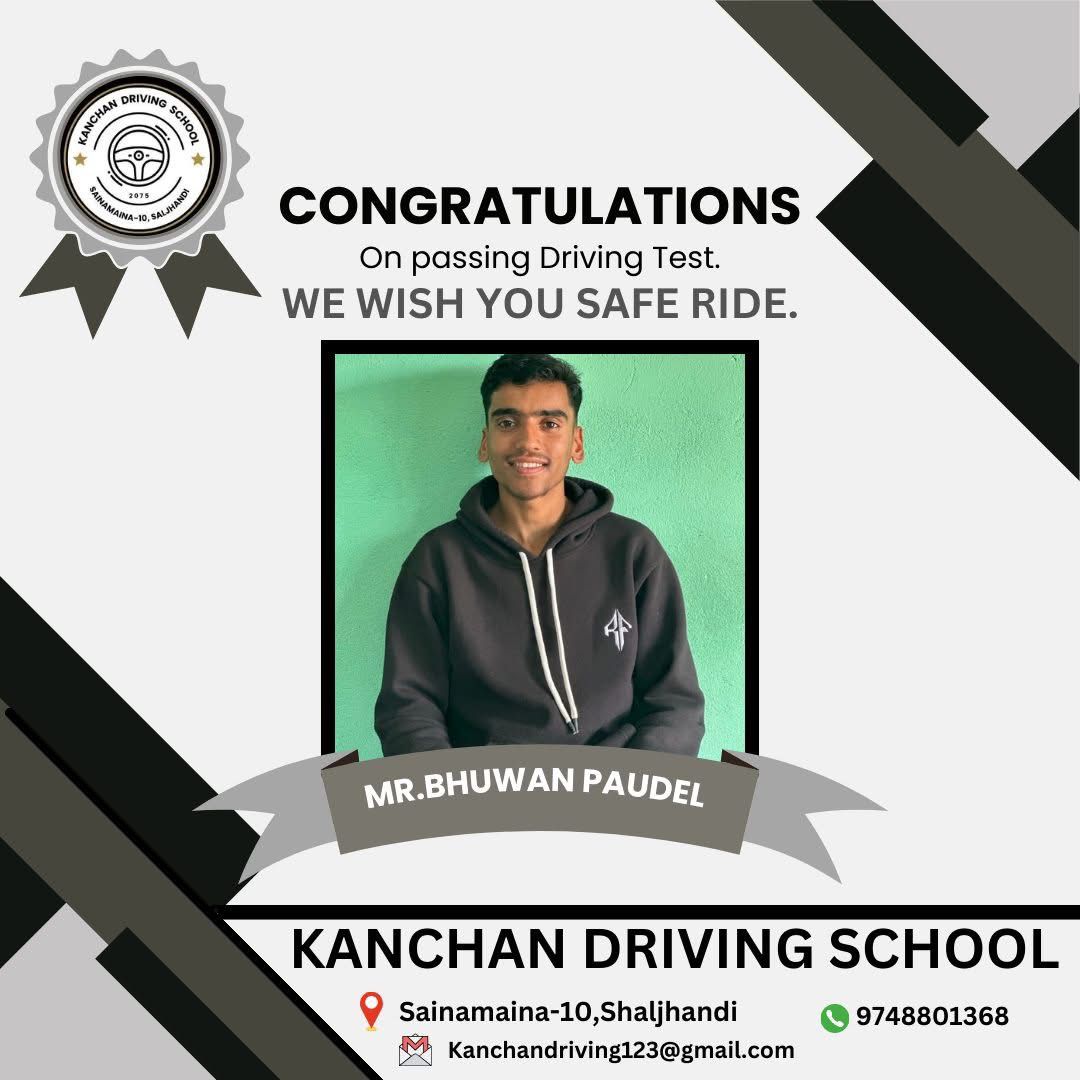 KANCHAN DRIVING SCHOOL
2075
SAINAMAINA-10, SALJHANDI
CONGRATULATIONS
On passing Driving Test.
WE WISH YOU SAFE RIDE.
RF
MR.BHUWAN PAUDEL
KANCHAN DRIVING SCHOOL
Sainamaina-10,Shaljhandi
9748801368
Kanchandriving123@gmail.com